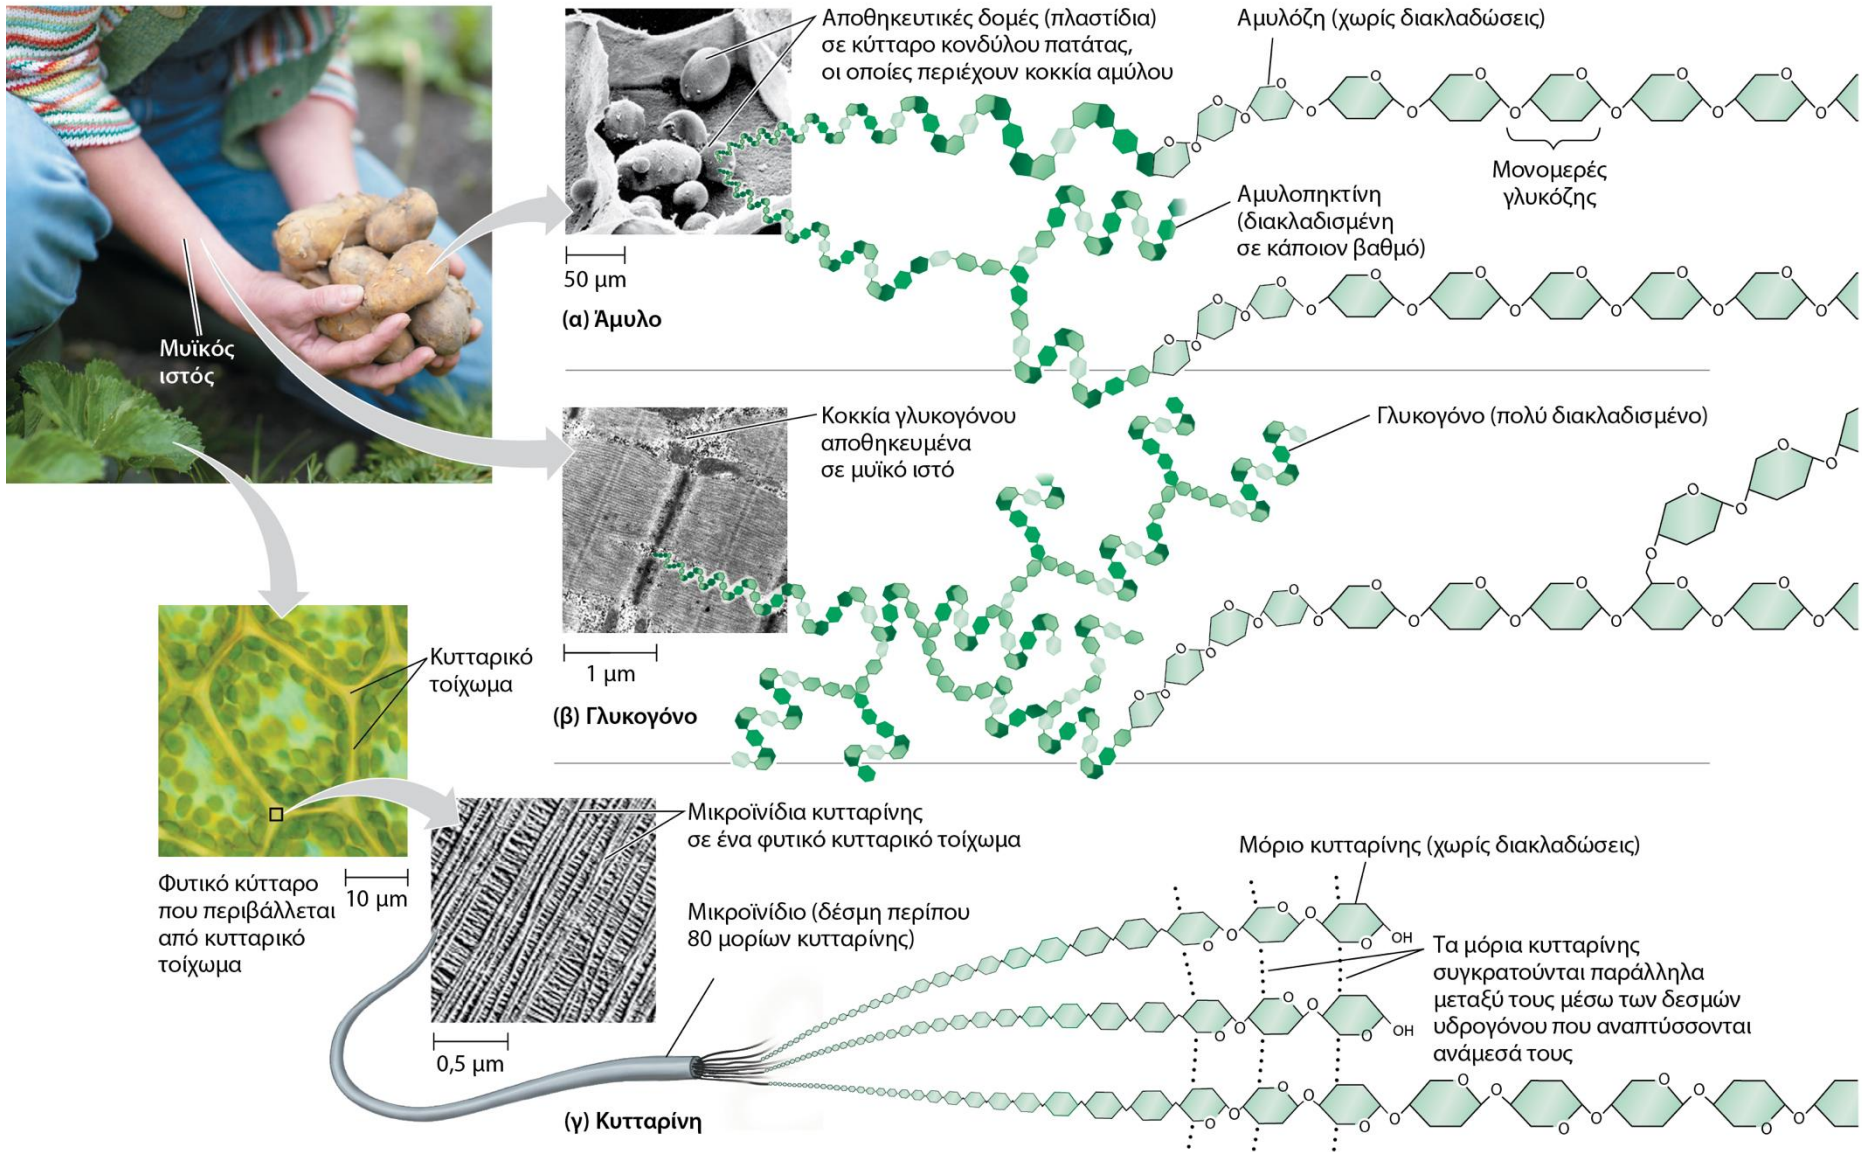 Αποθηκευτικές δομές (πλαστίδια)
σε κύτταρο κονδύλου πατάτας,
οι οποίες περιέχουν κοκκία αμύλου
Αμυλόζη (χωρίς διακλαδώσεις)
Μονομερές
γλυκόζης
Αμυλοπηκτίνη
(διακλαδισμένη
σε κάποιον βαθμό)
50 μm
(α) Άμυλο
Μυϊκός
ιστός
Κοκκία γλυκογόνου
αποθηκευμένα
σε μυϊκό ιστό
Γλυκογόνο (πολύ διακλαδισμένο)
1 μm
(β) Γλυκογόνο
Κυτταρικό
τοίχωμα
10 μm
Φυτικό κύτταρο
που περιβάλλεται
από κυτταρικό
τοίχωμα
Μικροϊνίδια κυτταρίνης
σε ένα φυτικό κυτταρικό τοίχωμα
Μικροϊνίδιο (δέσμη περίπου
80 μορίων κυτταρίνης)
0,5 μm
(γ) Κυτταρίνη
Μόριο κυτταρίνης (χωρίς διακλαδώσεις)
OH
OH
Τα μόρια κυτταρίνης
συγκρατούνται παράλληλα
μεταξύ τους μέσω των δεσμών
υδρογόνου που αναπτύσσονται
ανάμεσά τους